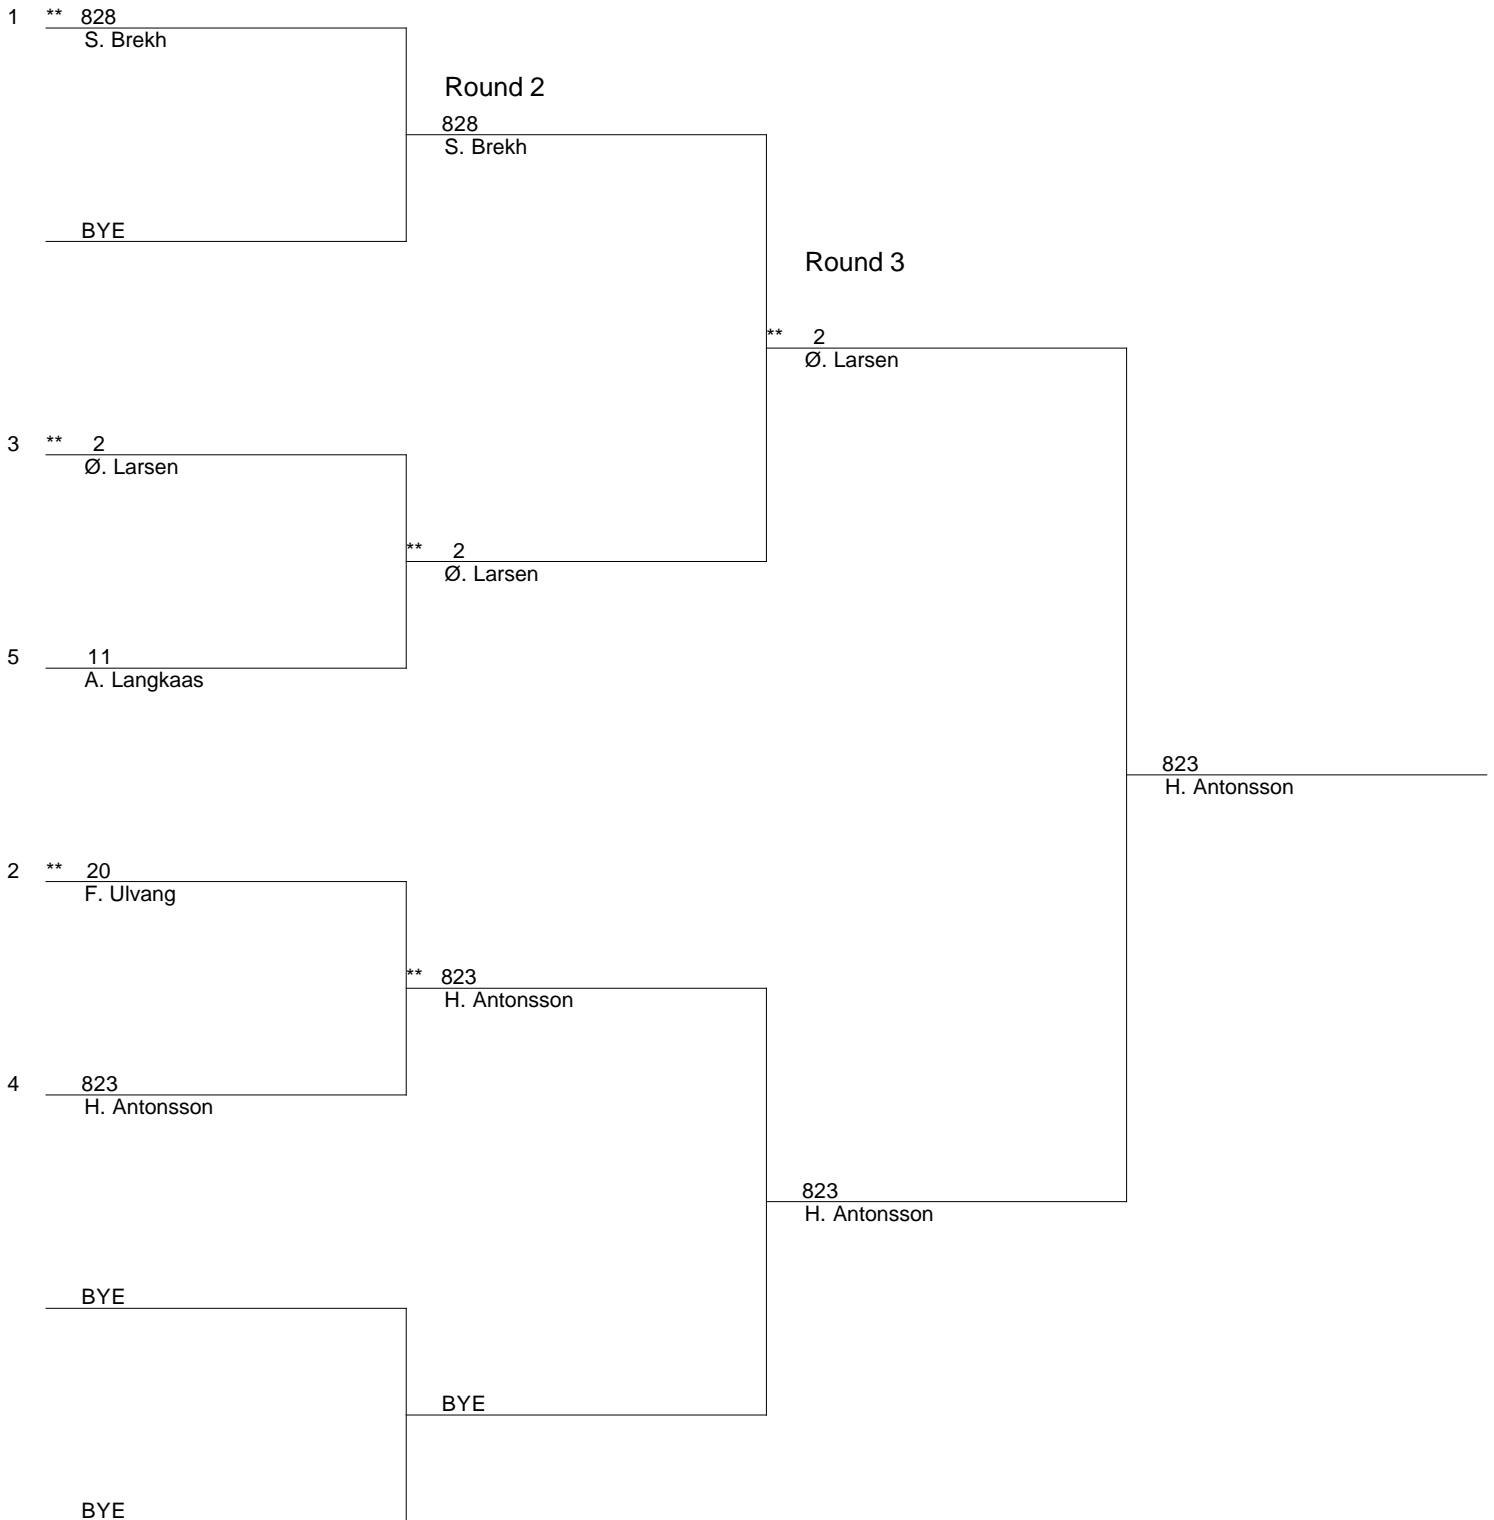 1 ** 828
S. Brekh
Round 2
828
S. Brekh
BYE
Round 3
** 2
Ø. Larsen
3 ** 2
Ø. Larsen
** 2
Ø. Larsen
5 11
A. Langkaas
823
H. Antonsson
2 ** 20
F. Ulvang
** 823
H. Antonsson
4 823
H. Antonsson
823
H. Antonsson
BYE
BYE
BYE